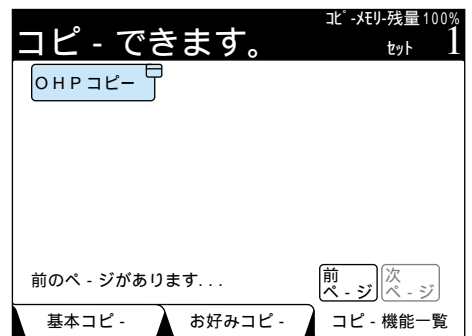 コピ-メモリ-残量100%
コピ-できます。
セット 1
OHPコピー
前のペ-ジがあります...
前
ペ-ジ
次
ペ-ジ
基本コピ- お好みコピ- コピ-機能一覧